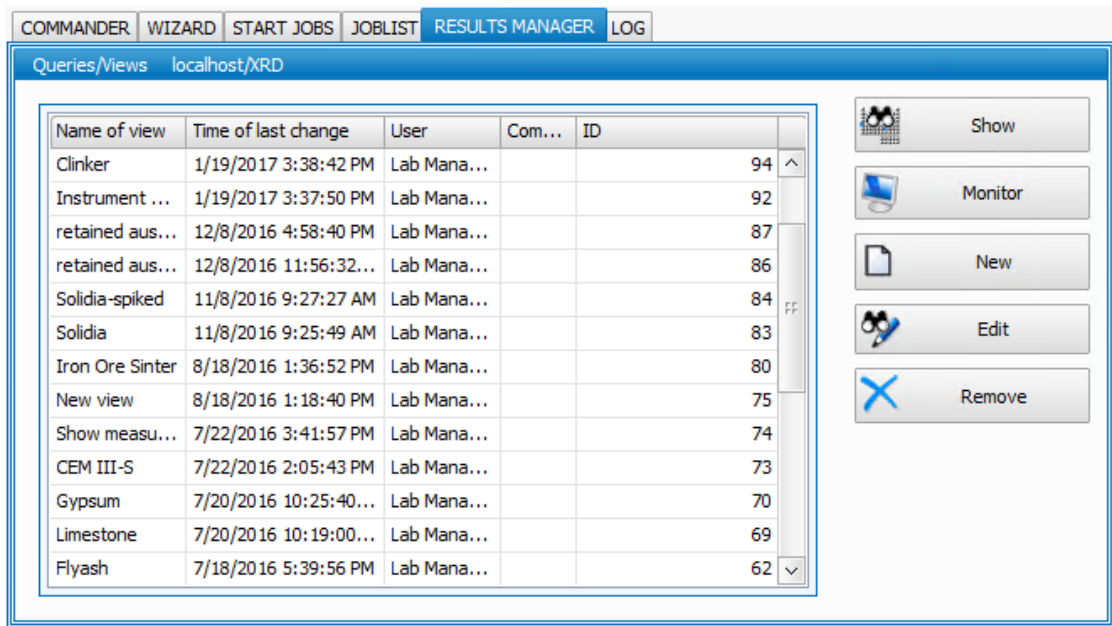 COMMANDER WIZARD START JOBS JOBLIST RESULTS MANAGER LOG
Queries/Views localhost/XRD
Name of view Time of last change User Com... ID
Clinker 1/19/2017 3:38:42 PM Lab Mana... 94
Instrument ... 1/19/2017 3:37:50 PM Lab Mana... 92
retained aus... 12/8/2016 4:58:40 PM Lab Mana... 87
retained aus... 12/8/2016 11:56:32... Lab Mana... 86
Solidia-spiked 11/8/2016 9:27:27 AM Lab Mana... 84
Solidia 11/8/2016 9:25:49 AM Lab Mana... 83
Iron Ore Sinter 8/18/2016 1:36:52 PM Lab Mana... 80
New view 8/18/2016 1:18:40 PM Lab Mana... 75
Show measu... 7/22/2016 3:41:57 PM Lab Mana... 74
CEM III-S 7/22/2016 2:05:43 PM Lab Mana... 73
Gypsum 7/20/2016 10:25:40... Lab Mana... 70
Limestone 7/20/2016 10:19:00... Lab Mana... 69
Flyash 7/18/2016 5:39:56 PM Lab Mana... 62
Show
Monitor
New
Edit
Remove